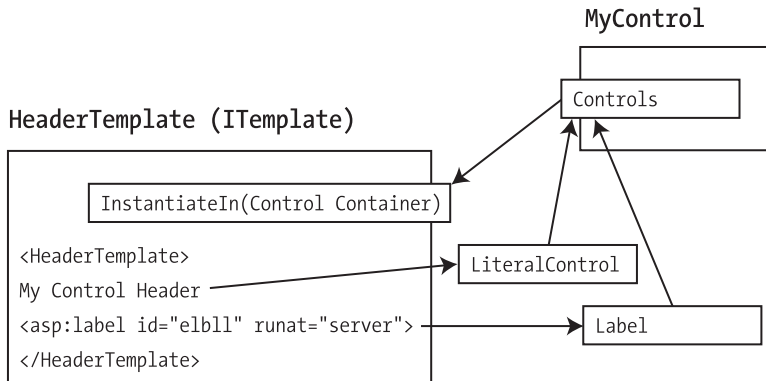 MyControl
Controls
HeaderTemplate (ITemplate)
InstantiateIn(Control Container)
<HeaderTemplate>
LiteralControl
My Control Header
<asp:label id="elbll" runat="server">
Label
</HeaderTemplate>